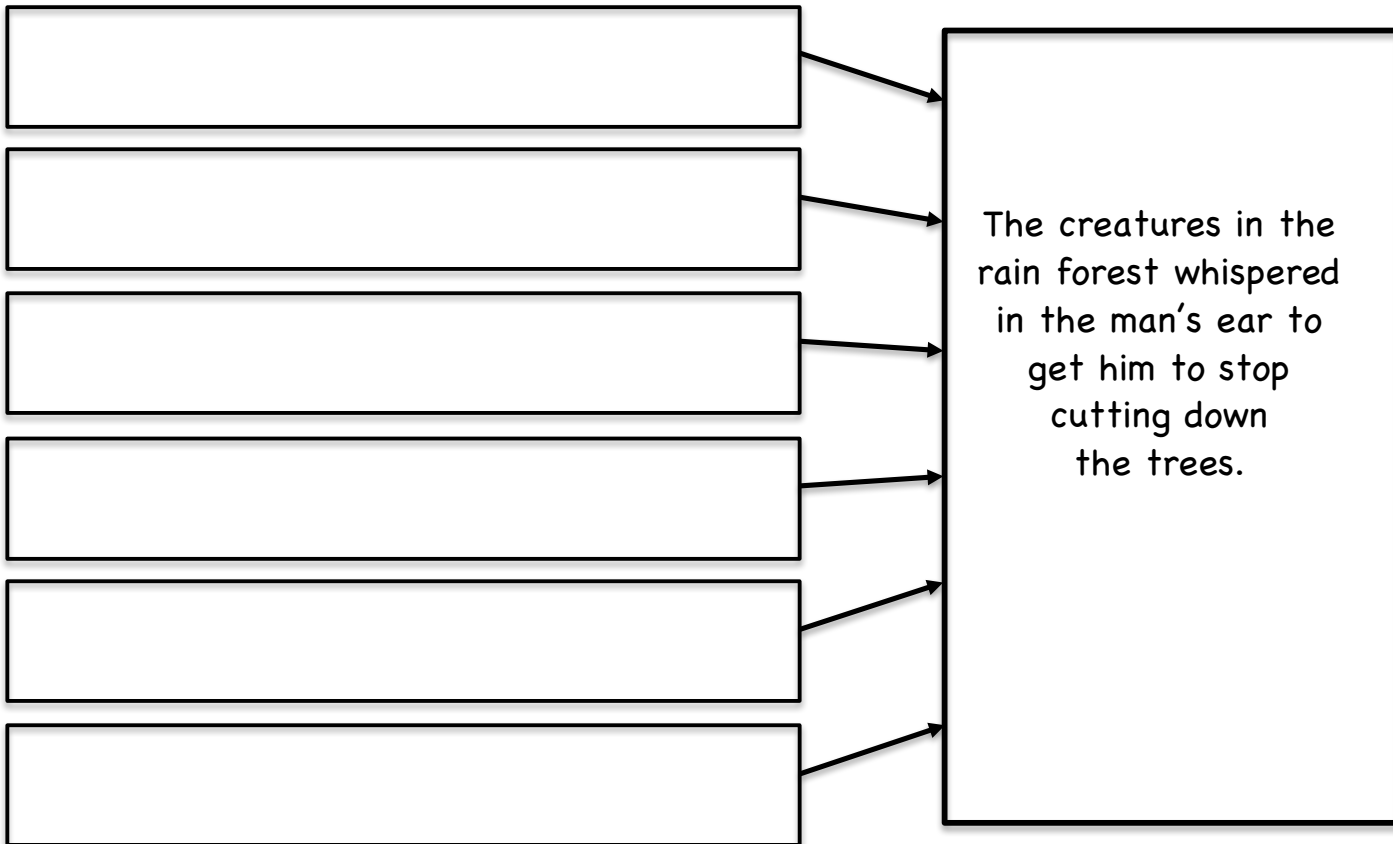 The creatures in the
rain forest whispered
in the man's ear to
get him to stop
cutting down
the trees.